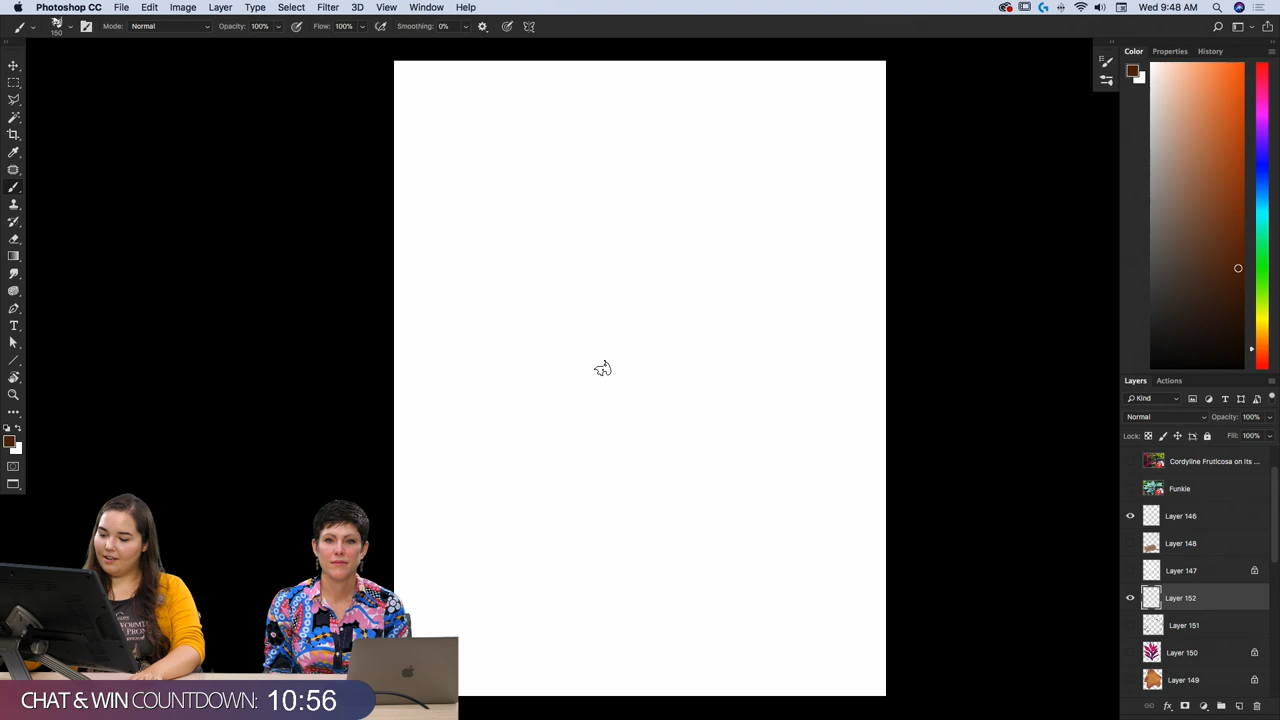 Photoshop CC File Edit Image Layer Type Select Filter 3D View Window Help Wed 9:48 AM
150 Mode: Normal Opacity: 100% Flow: 100% Smoothing: 0%
Color Properties History
Layers Actions
Kind
Normal Opacity: 100%
Lock: Fill: 100%
Cordyline Fruticosa on Its ...
Funkie
Layer 146
Layer 148
Layer 147
Layer 152
Layer 151
Layer 150
Layer 149
CHAT & WIN COUNTDOWN: 10:56